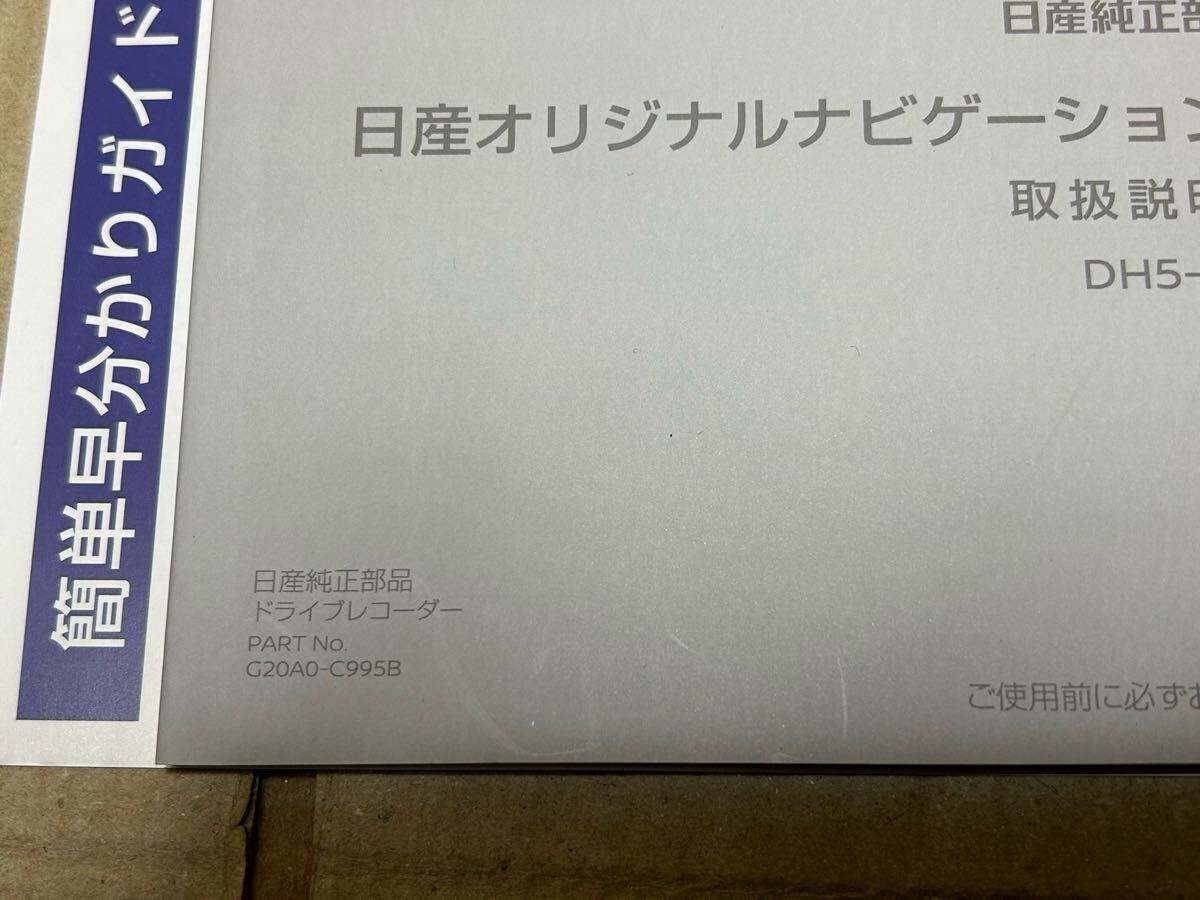 簡単早分かりガイド
日産純正部
日産オリジナルナビゲーション
取扱説明
DH5-
日産純正部品
ドライブレコーダー
PART No.
G20A0-C995B
ご使用前に必ずお